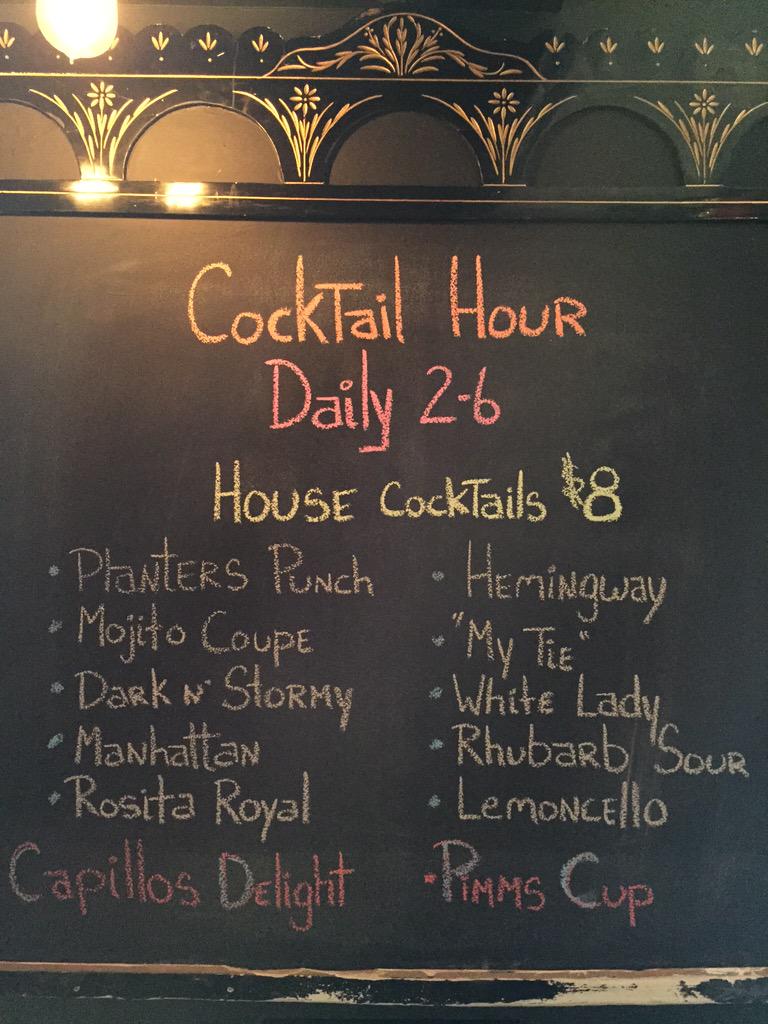 CockTail Hour
Daily 2-6
House CockTails $8
• Planters Punch
• Mojito Coupe
• Dark N' Stormy
• Manhattan
• Rosita Royal
Capillos Delight
• Hemingway
• "My Tie"
• White Lady
• Rhubarb Sour
• Lemoncello
• Pimms Cup